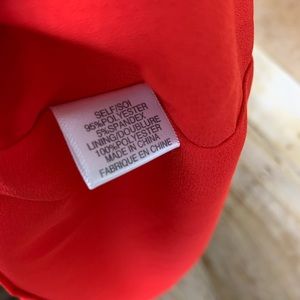 SELF/SOI
95%POLYESTER
5%SPANDEX
LINING/DOUBLURE
100%POLYESTER
MADE IN CHINA
FABRIQUE EN CHINE